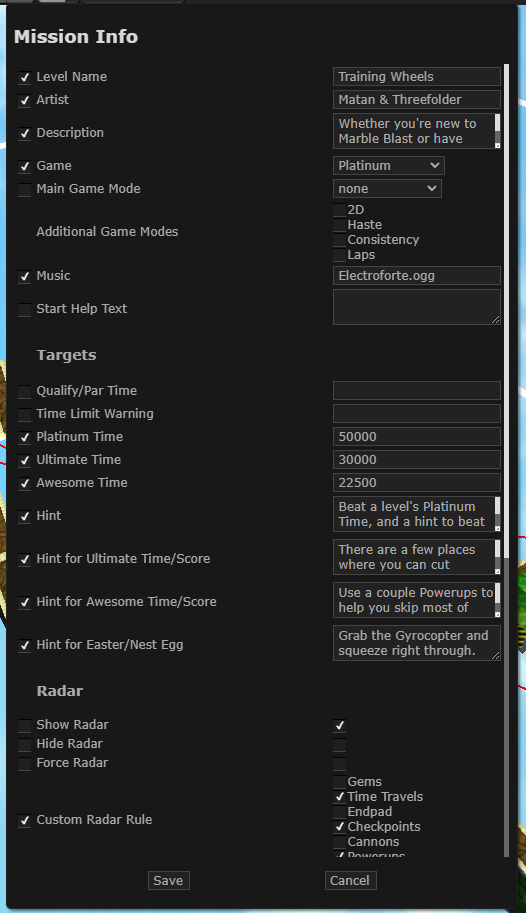 Mission Info
Level Name
Training Wheels
Artist
Matan & Threefolder
Description
Whether you're new to
Marble Blast or have
Game
Platinum
Main Game Mode
none
Additional Game Modes
2D
Haste
Consistency
Laps
Music
Electroforte.ogg
Start Help Text
Targets
Qualify/Par Time
Time Limit Warning
Platinum Time
50000
Ultimate Time
30000
Awesome Time
22500
Hint
Beat a level's Platinum
Time, and a hint to beat
Hint for Ultimate Time/Score
There are a few places
where you can cut
Hint for Awesome Time/Score
Use a couple Powerups to
help you skip most of
Hint for Easter/Nest Egg
Grab the Gyrocopter and
squeeze right through.
Radar
Show Radar
Hide Radar
Force Radar
Custom Radar Rule
Gems
Time Travels
Endpad
Checkpoints
Cannons
Powerups
Save
Cancel